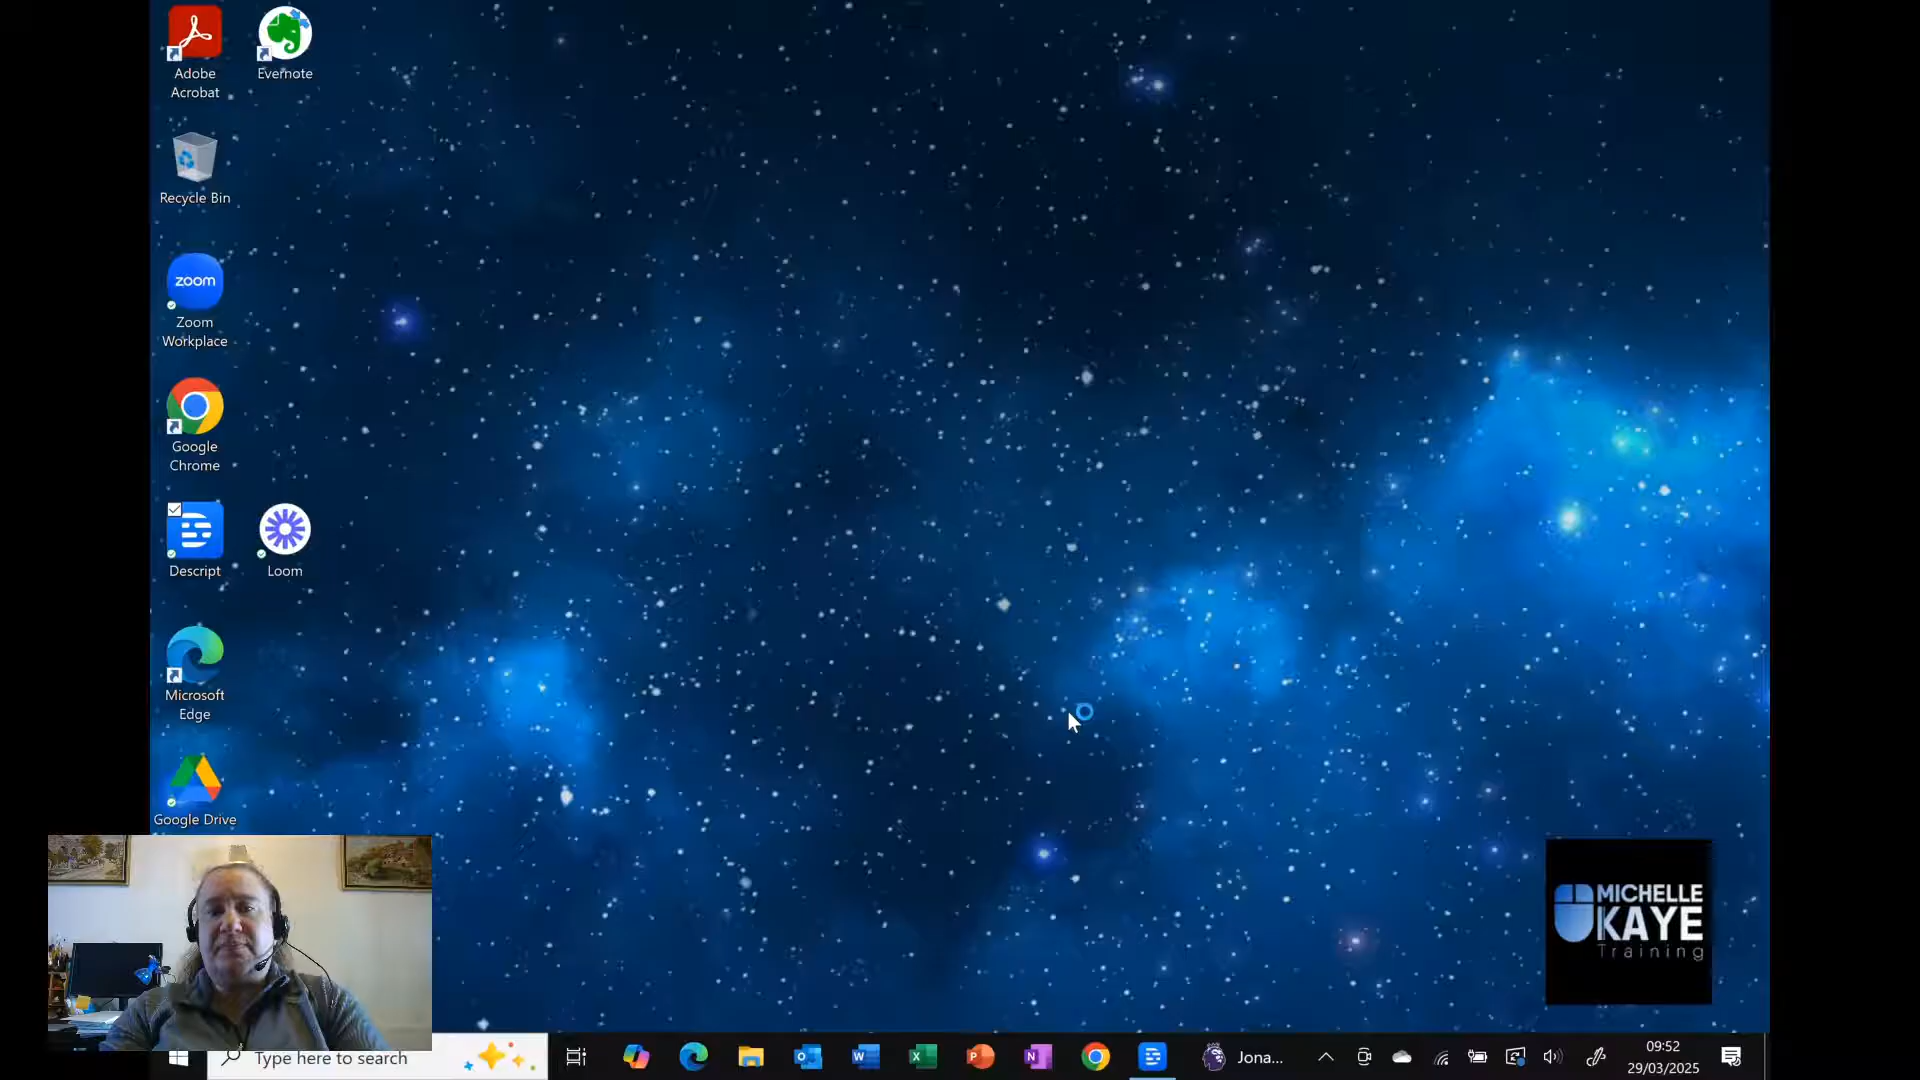 Adobe
Acrobat
Evernote
Recycle Bin
zoom
Zoom
Workplace
Google
Chrome
Descript
Loom
Microsoft
Edge
Google Drive
MICHELLE
KAYE
Training
Type here to search
Jona...
09:52
29/03/2025